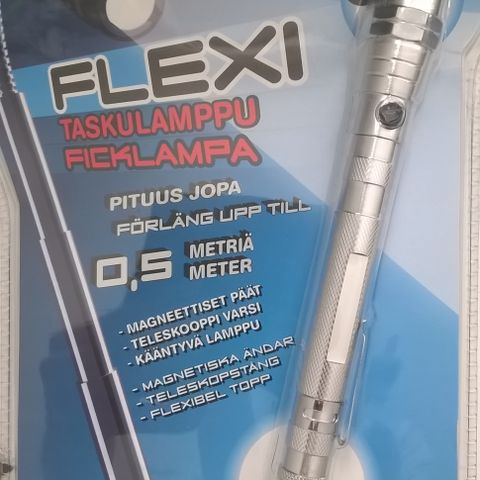 FLEXI
TASKULAMPPU
FICKLAMPA
PITUUS JOPA
FÖRLÄNG UPP TILL
0,5 METRIÄ
METER
- MAGNEETTISET PÄÄT
- TELESKOOPPI VARSI
- KÄÄNTYVÄ LAMPPU
- MAGNETISKA ÄNDAR
- TELESKOPSTÅNG
- FLEXIBEL TOPP